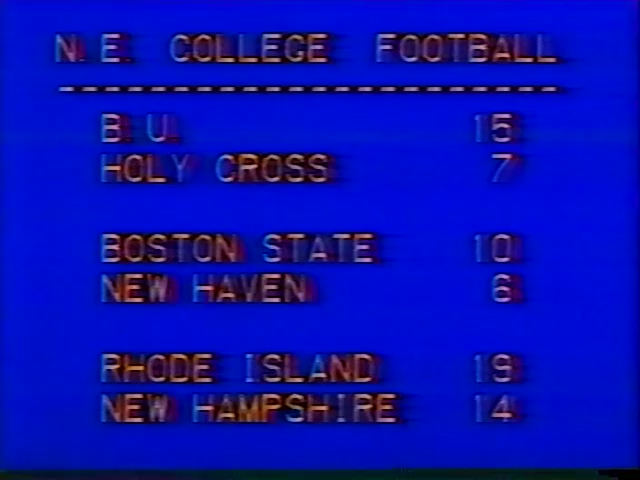 N. E. COLLEGE FOOTBALL
----------------------
B. U. 15
HOLY CROSS 7
BOSTON STATE 10
NEW HAVEN 6
RHODE ISLAND 19
NEW HAMPSHIRE 14